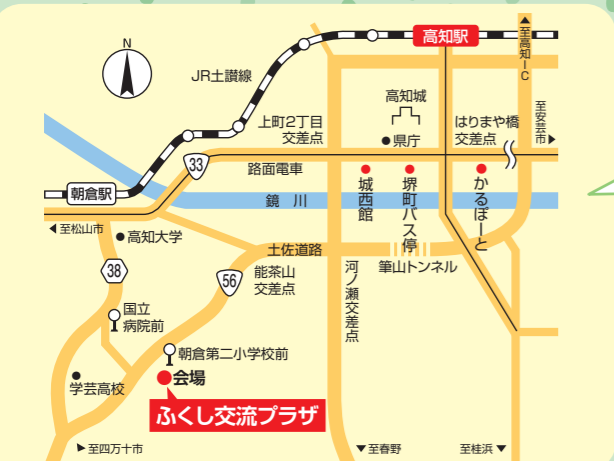 N
JR土讃線
高知駅
▲至高知IC
至安芸市▶
高知城
上町2丁目
交差点
●県庁
はりまや橋
交差点
33
路面電車
朝倉駅
鏡川
城西館
堺町バス停
かるぽーと
◀至松山市
●高知大学
土佐道路
38
56
能茶山
交差点
河ノ瀬交差点
筆山トンネル
国立
病院前
朝倉第二小学校前
●会場
学芸高校
ふくし交流プラザ
▶至四万十市
▼至春野
至桂浜▼